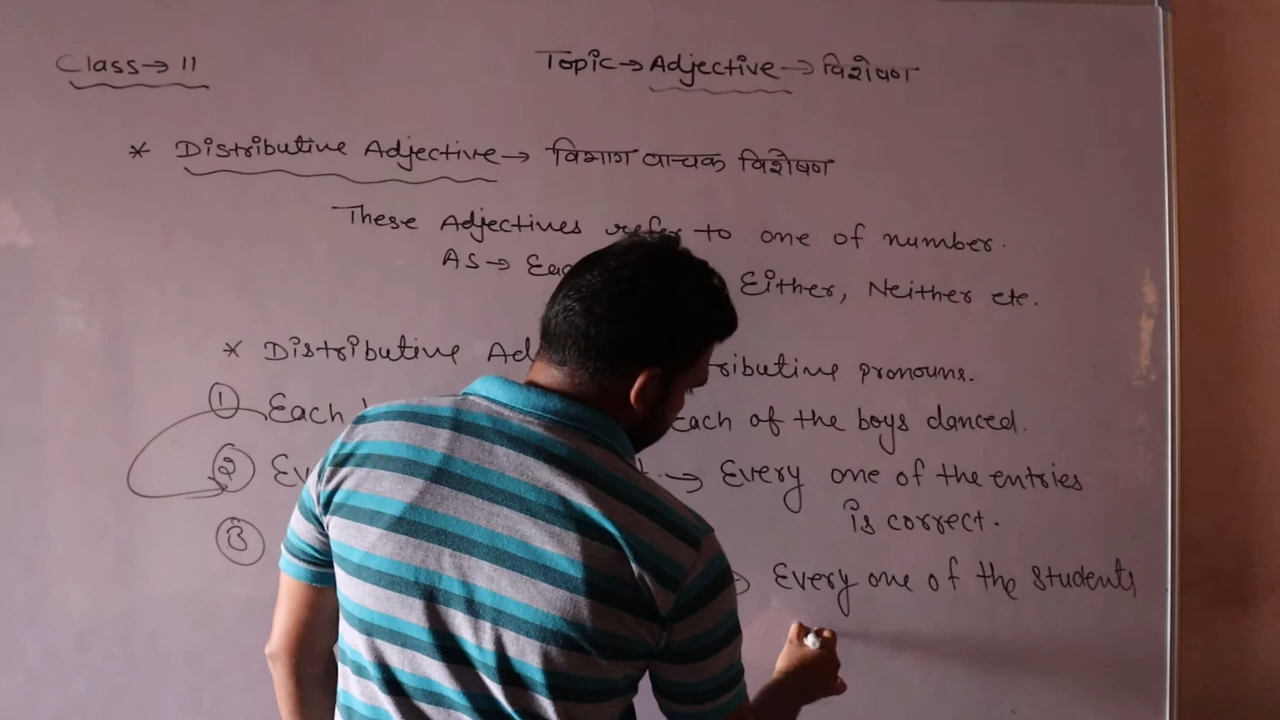 Class → 11
Topic → Adjective → विशेषण
* Distributive Adjective → विभाग वाचक विशेषण
These Adjectives refer to one of number.
As → Either, Neither etc.
* Distributive pronouns.
① Each each of the boys danced.
② → Every one of the entries
is correct.
③ Every one of the students